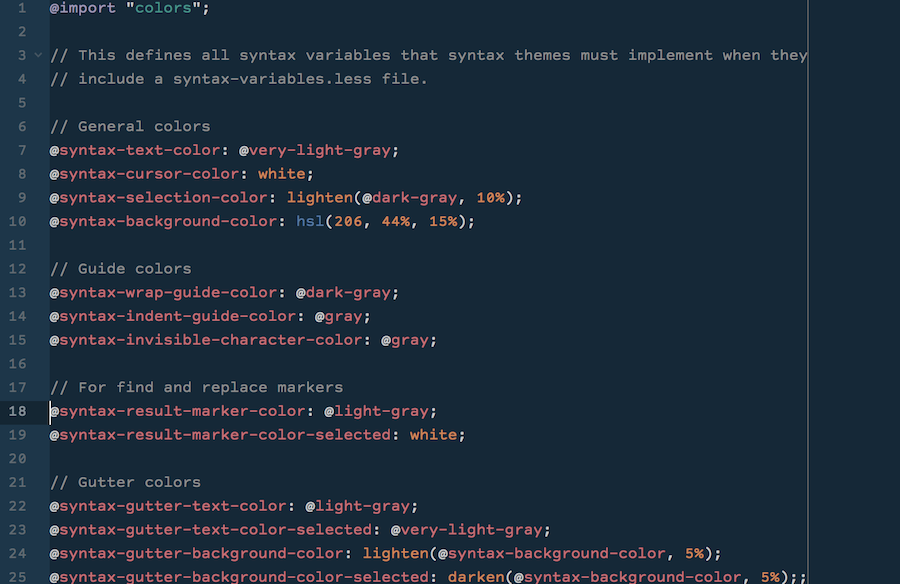 1 @import "colors";
2
3 // This defines all syntax variables that syntax themes must implement when they
4 // include a syntax-variables.less file.
5
6 // General colors
7 @syntax-text-color: @very-light-gray;
8 @syntax-cursor-color: white;
9 @syntax-selection-color: lighten(@dark-gray, 10%);
10 @syntax-background-color: hsl(206, 44%, 15%);
11
12 // Guide colors
13 @syntax-wrap-guide-color: @dark-gray;
14 @syntax-indent-guide-color: @gray;
15 @syntax-invisible-character-color: @gray;
16
17 // For find and replace markers
18 @syntax-result-marker-color: @light-gray;
19 @syntax-result-marker-color-selected: white;
20
21 // Gutter colors
22 @syntax-gutter-text-color: @light-gray;
23 @syntax-gutter-text-color-selected: @very-light-gray;
24 @syntax-gutter-background-color: lighten(@syntax-background-color, 5%);
25 @syntax-gutter-background-color-selected: darken(@syntax-background-color, 5%);;